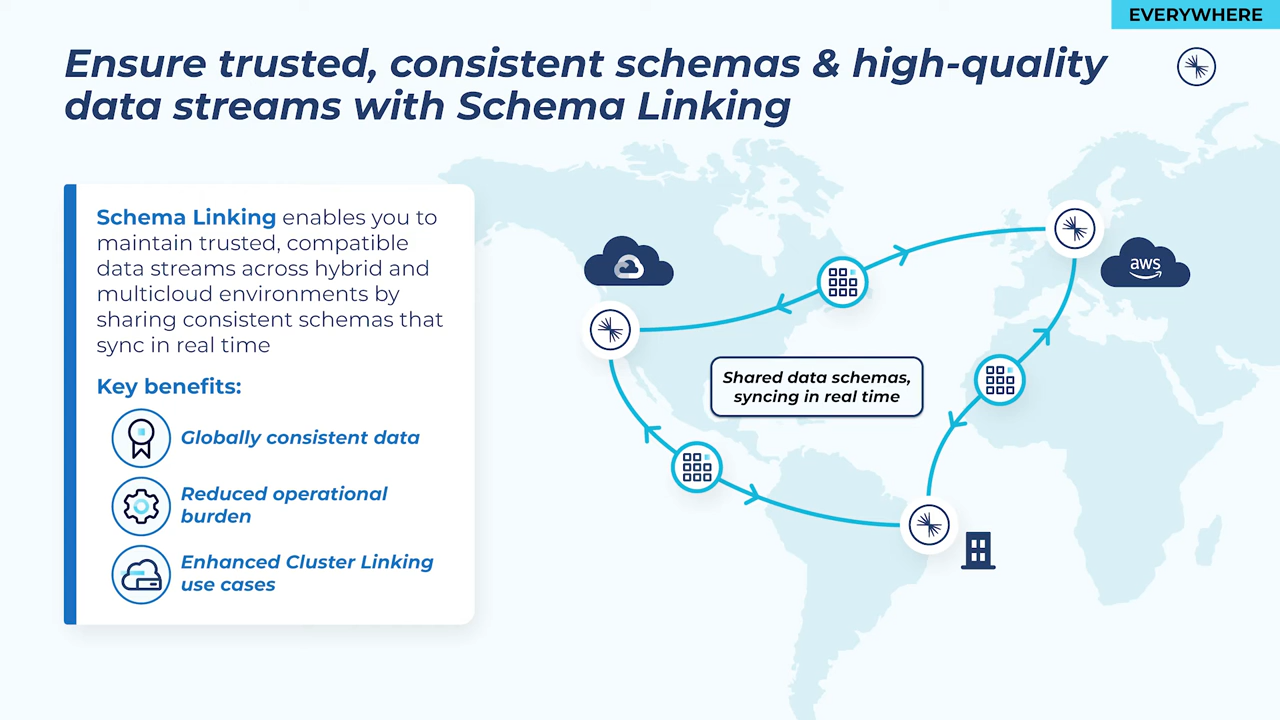 EVERYWHERE
Ensure trusted, consistent schemas & high-quality
data streams with Schema Linking
Schema Linking enables you to
maintain trusted, compatible
data streams across hybrid and
multicloud environments by
sharing consistent schemas that
sync in real time
Key benefits:
Globally consistent data
Reduced operational
burden
Enhanced Cluster Linking
use cases
aws
Shared data schemas,
syncing in real time